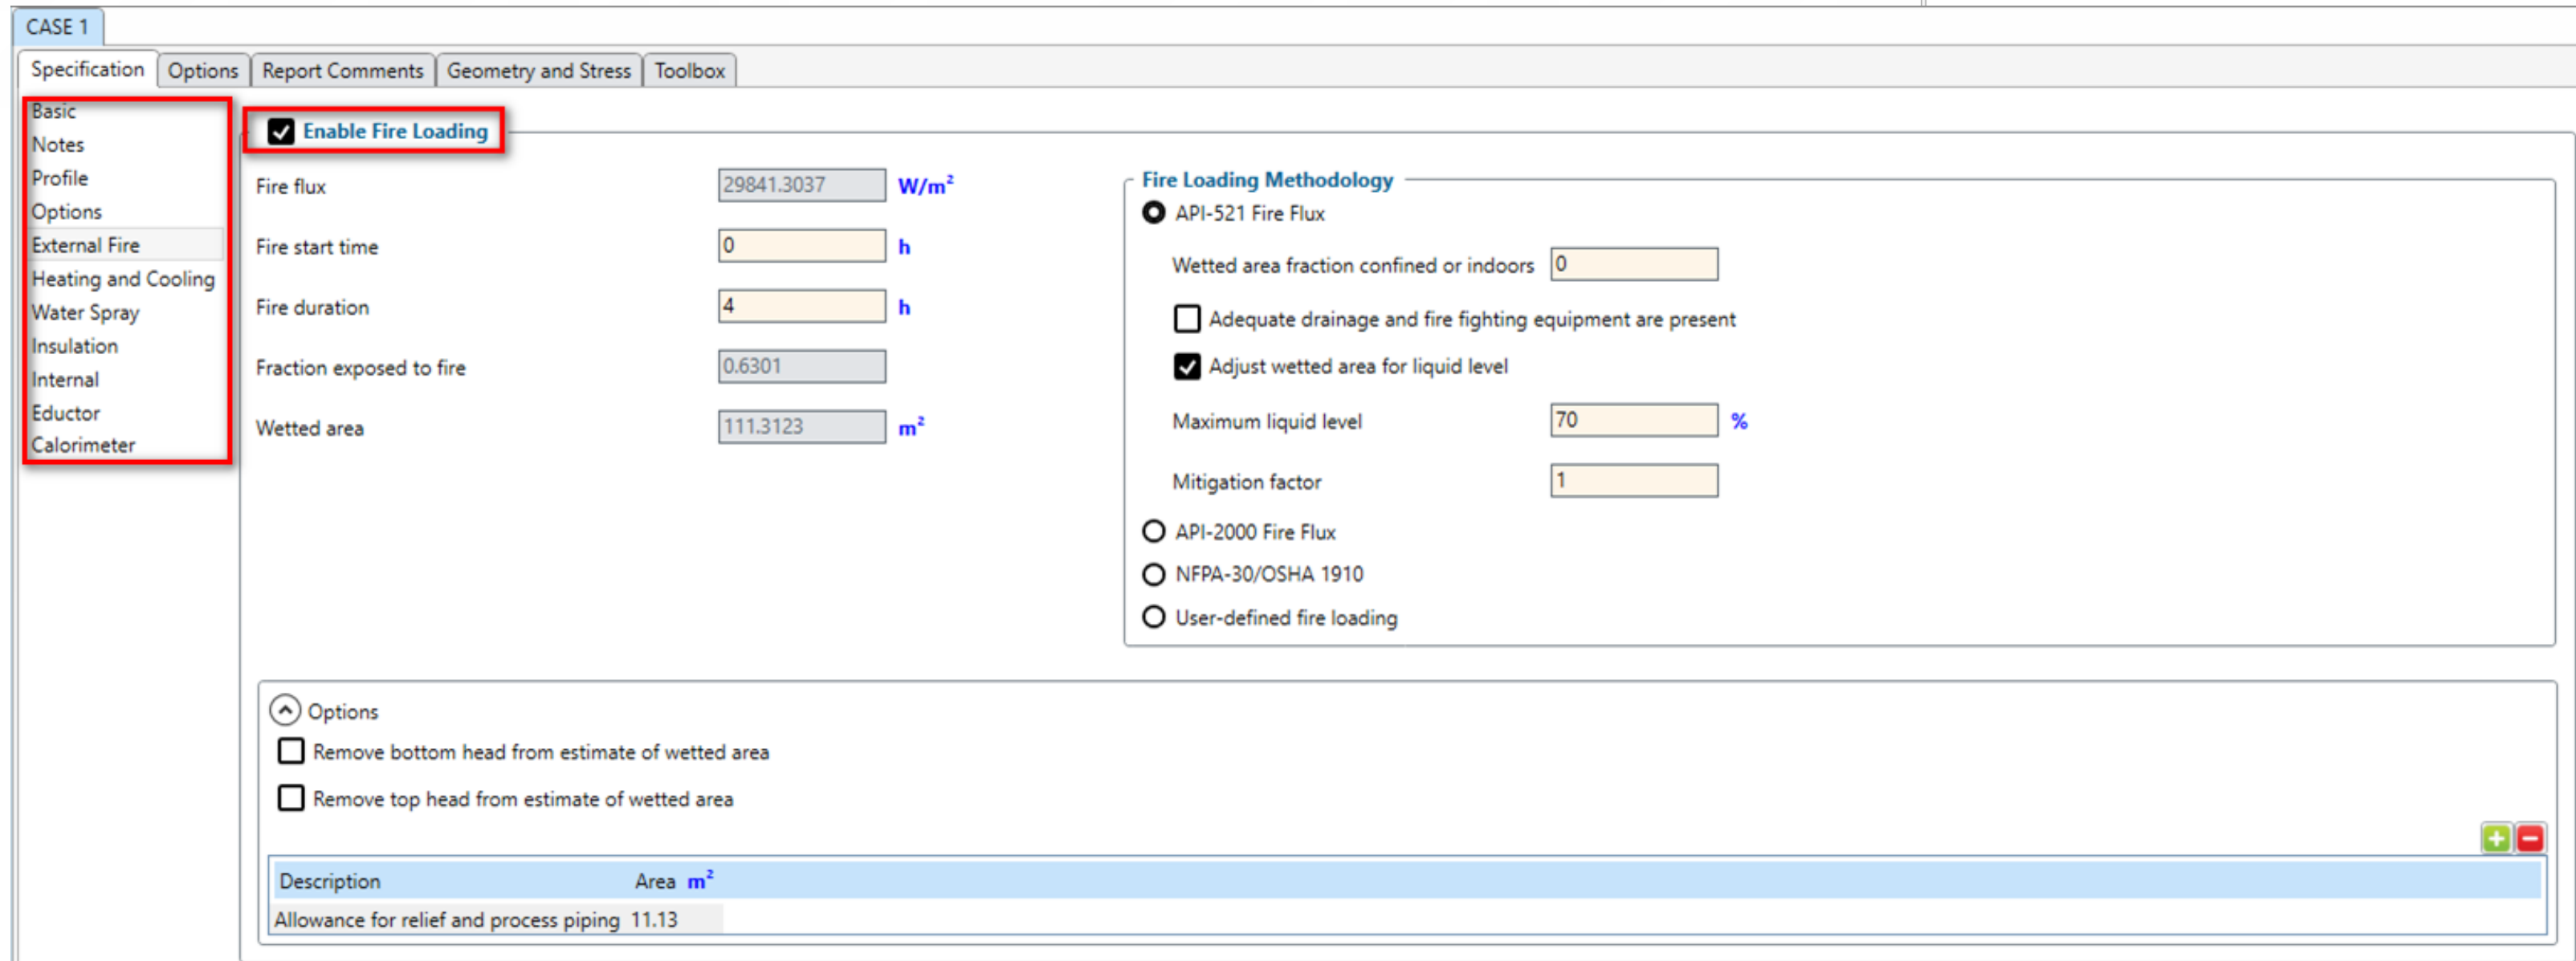 CASE 1
Specification Options Report Comments Geometry and Stress Toolbox
Basic
Notes
Profile
Options
External Fire
Heating and Cooling
Water Spray
Insulation
Internal
Eductor
Calorimeter
Enable Fire Loading
Fire flux 29841.3037 W/m²
Fire start time 0 h
Fire duration 4 h
Fraction exposed to fire 0.6301
Wetted area 111.3123 m²
Fire Loading Methodology
API-521 Fire Flux
Wetted area fraction confined or indoors 0
Adequate drainage and fire fighting equipment are present
Adjust wetted area for liquid level
Maximum liquid level 70 %
Mitigation factor 1
API-2000 Fire Flux
NFPA-30/OSHA 1910
User-defined fire loading
Options
Remove bottom head from estimate of wetted area
Remove top head from estimate of wetted area
Description Area m²
Allowance for relief and process piping 11.13